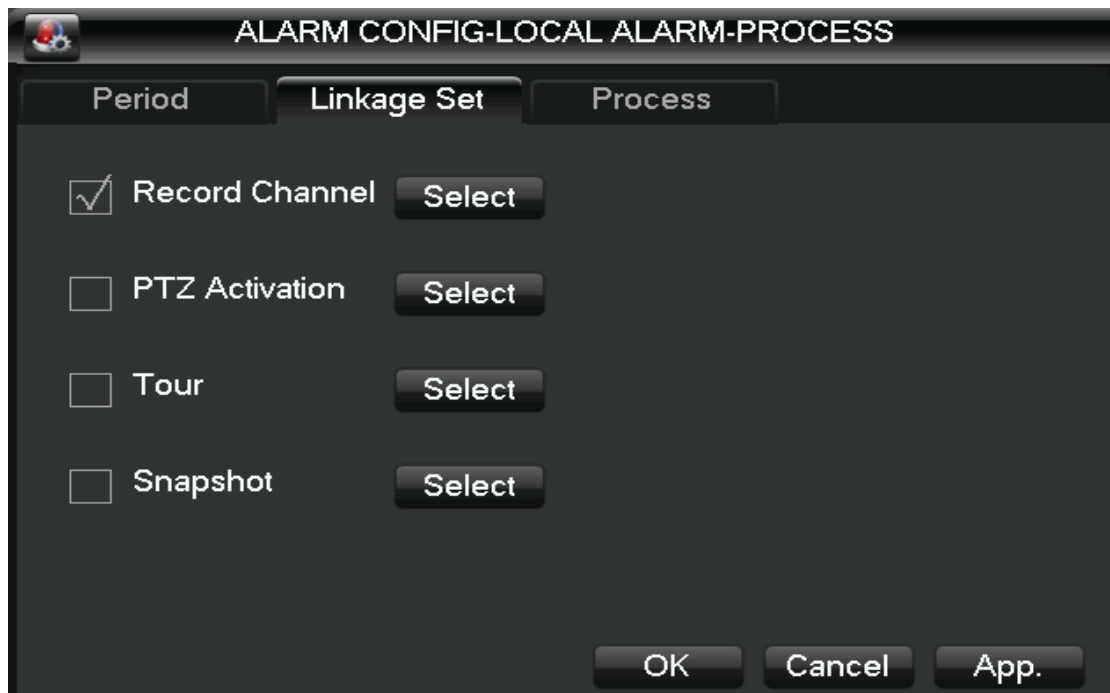 ALARM CONFIG-LOCAL ALARM-PROCESS
Period Linkage Set Process
Record Channel Select
PTZ Activation Select
Tour Select
Snapshot Select
OK Cancel App.